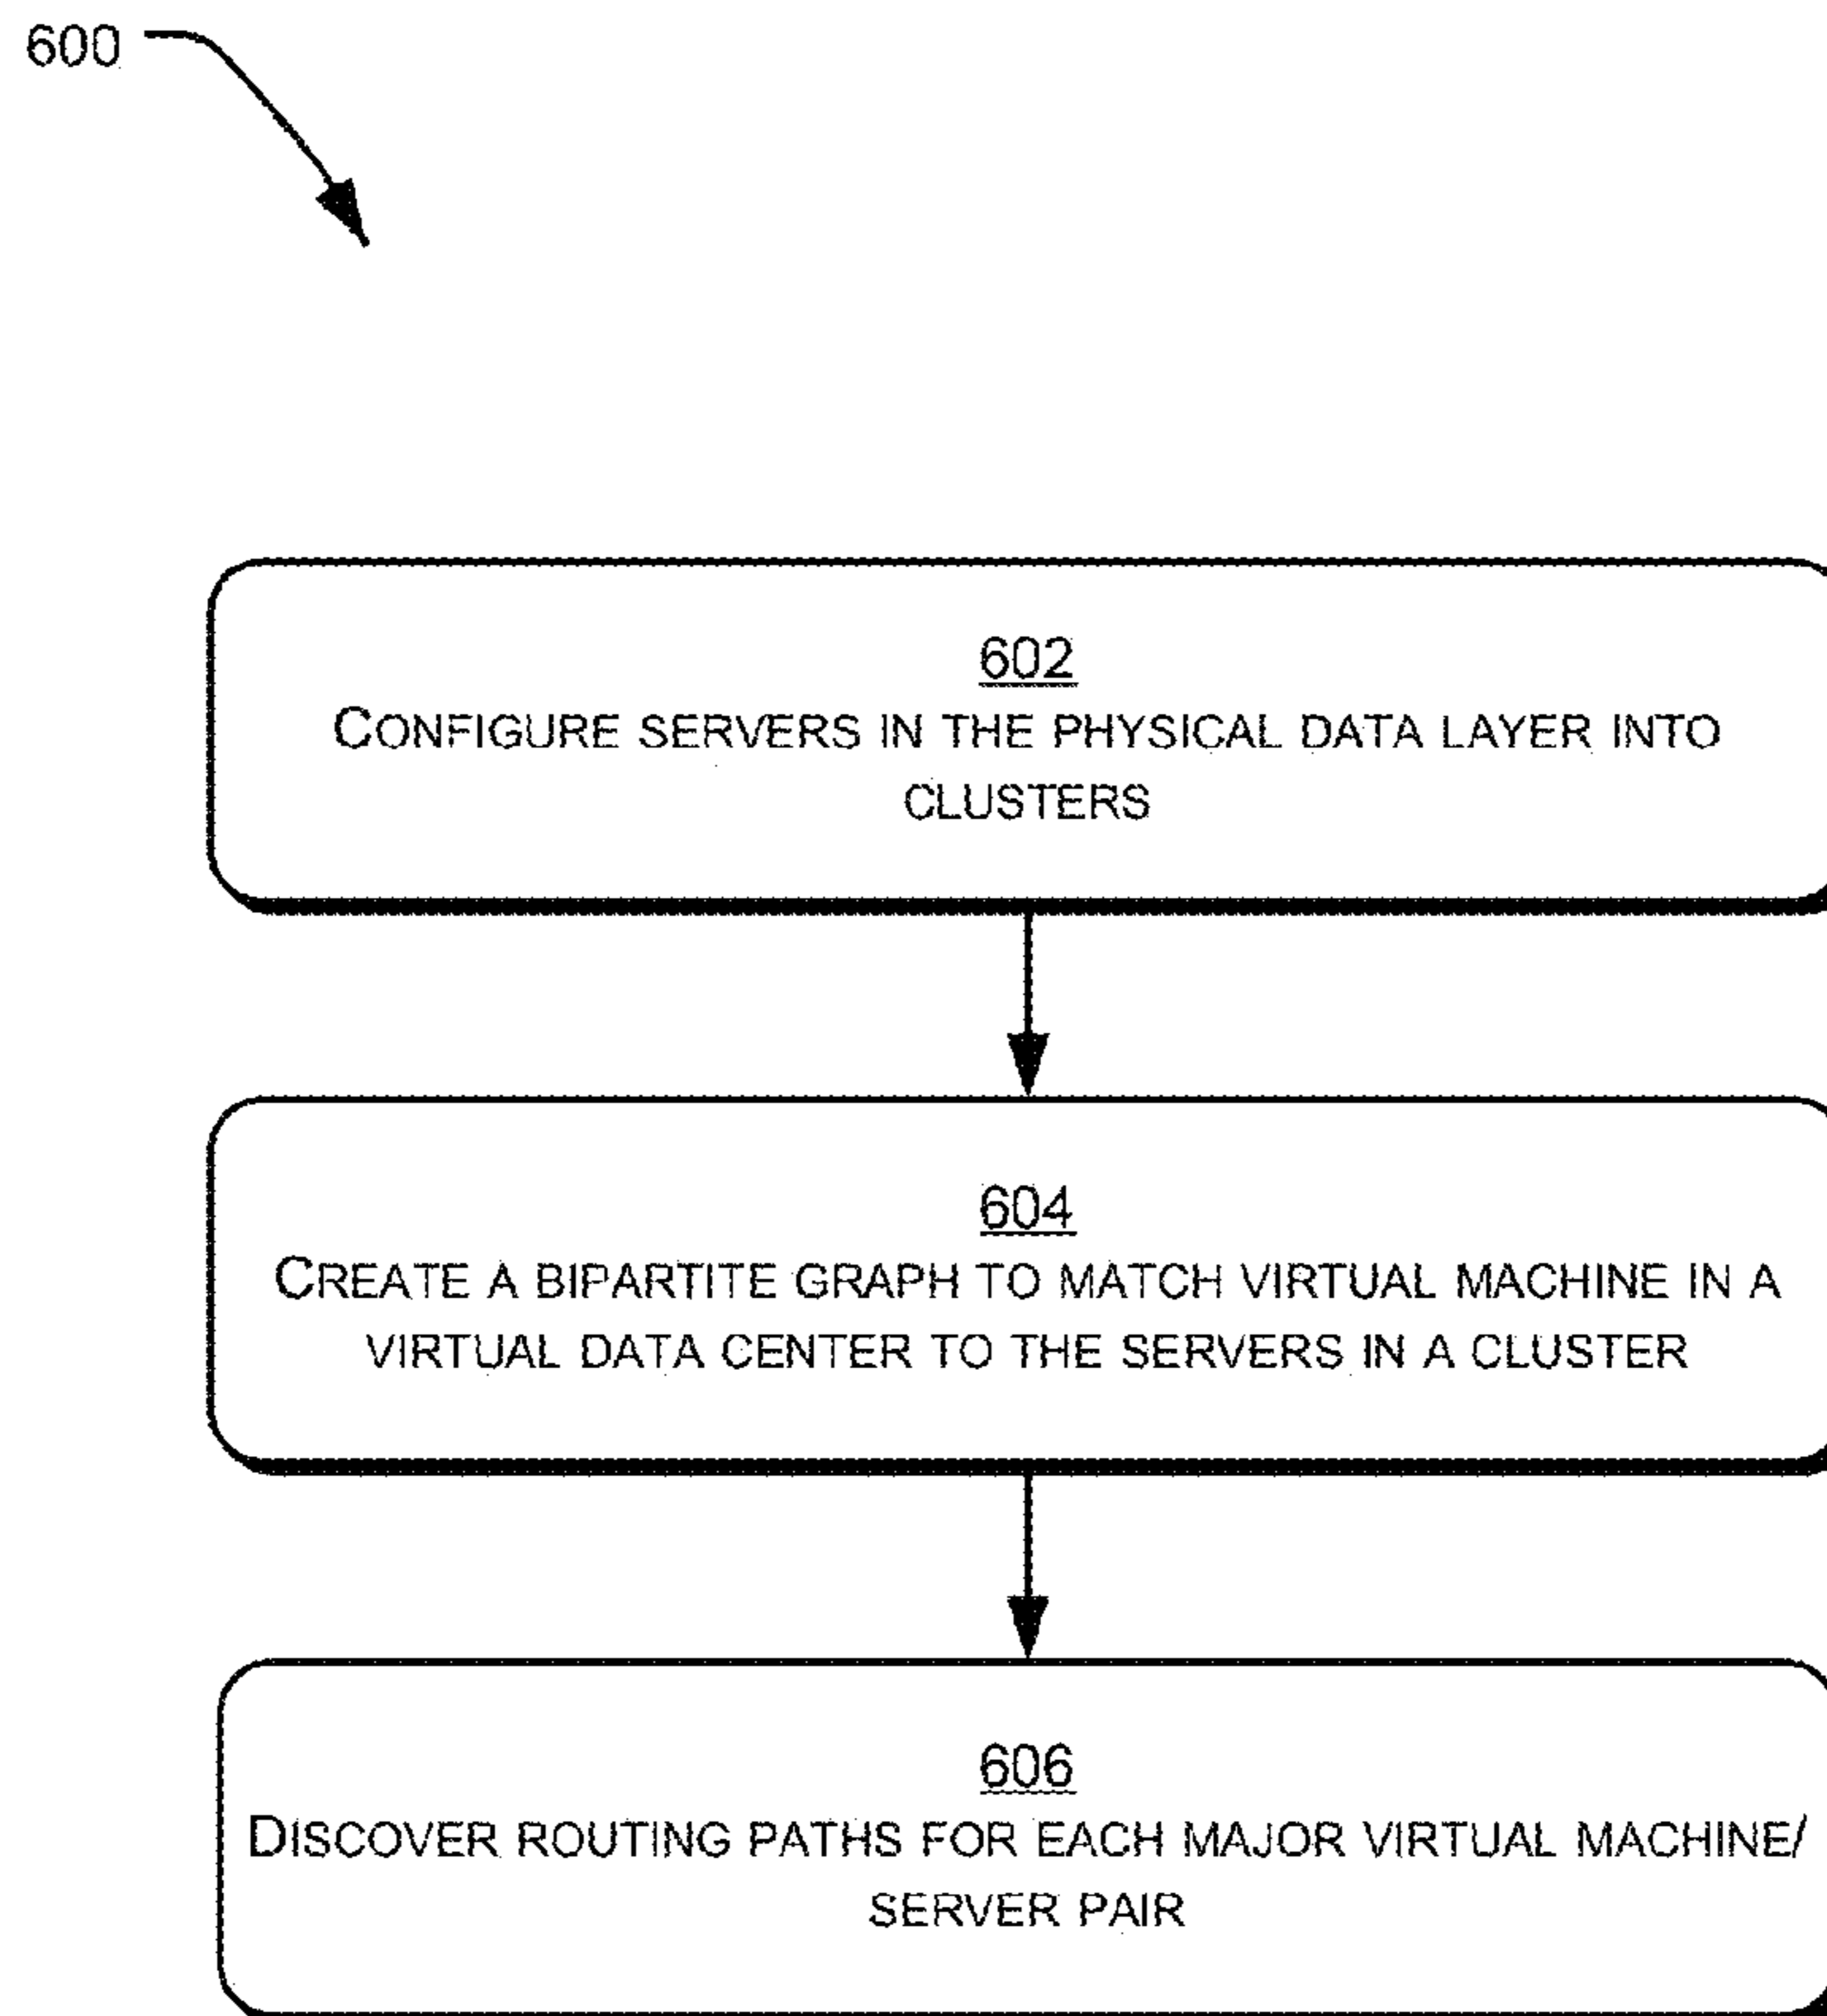 600
602
CONFIGURE SERVERS IN THE PHYSICAL DATA LAYER INTO
CLUSTERS
604
CREATE A BIPARTITE GRAPH TO MATCH VIRTUAL MACHINE IN A
VIRTUAL DATA CENTER TO THE SERVERS IN A CLUSTER
606
DISCOVER ROUTING PATHS FOR EACH MAJOR VIRTUAL MACHINE/
SERVER PAIR